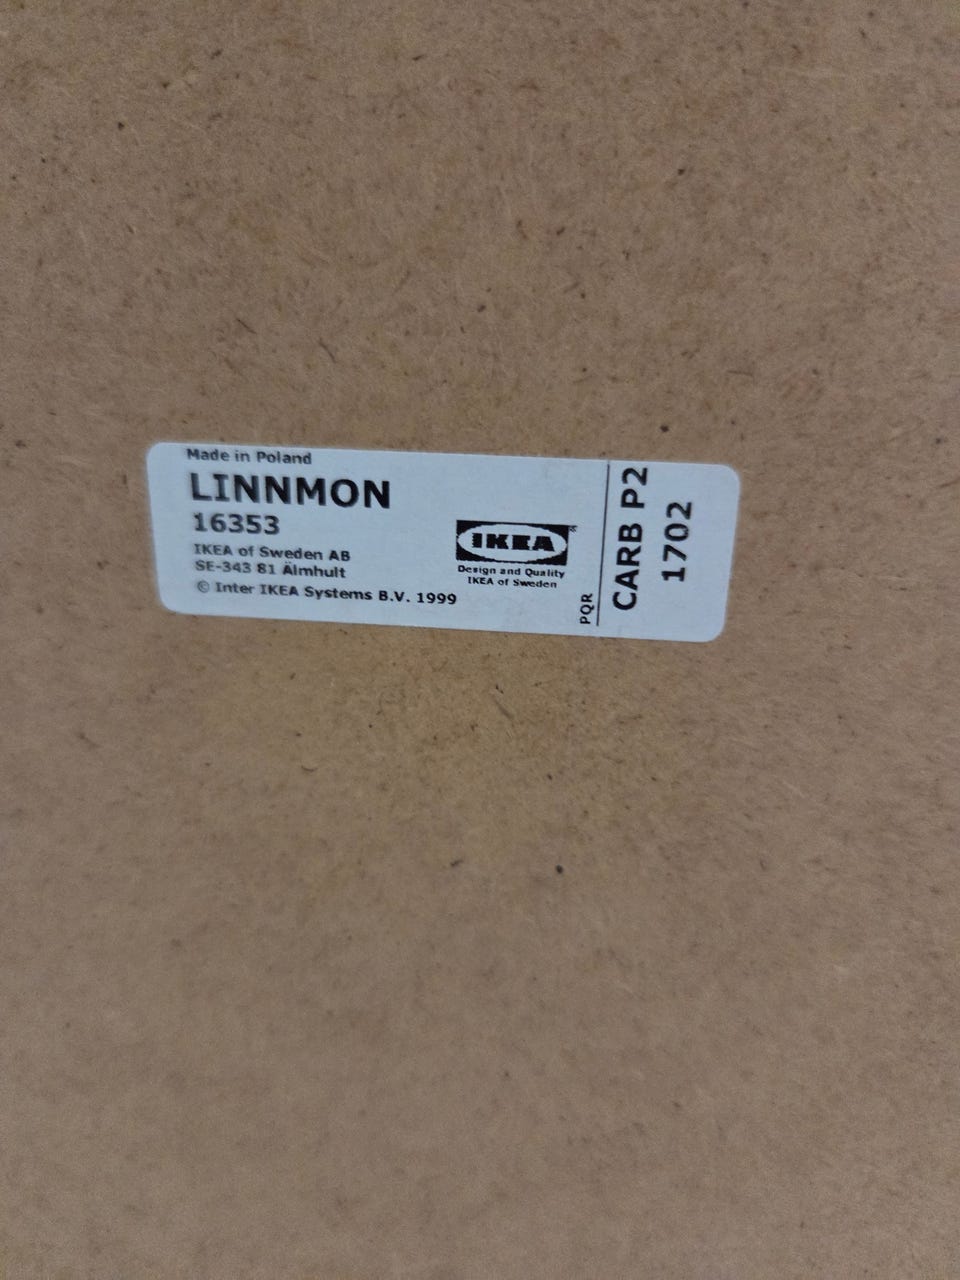 Made in Poland
LINNMON
16353
IKEA of Sweden AB
SE-343 81 Älmhult
© Inter IKEA Systems B.V. 1999
IKEA®
Design and Quality
IKEA of Sweden
PQR
CARB P2
1702